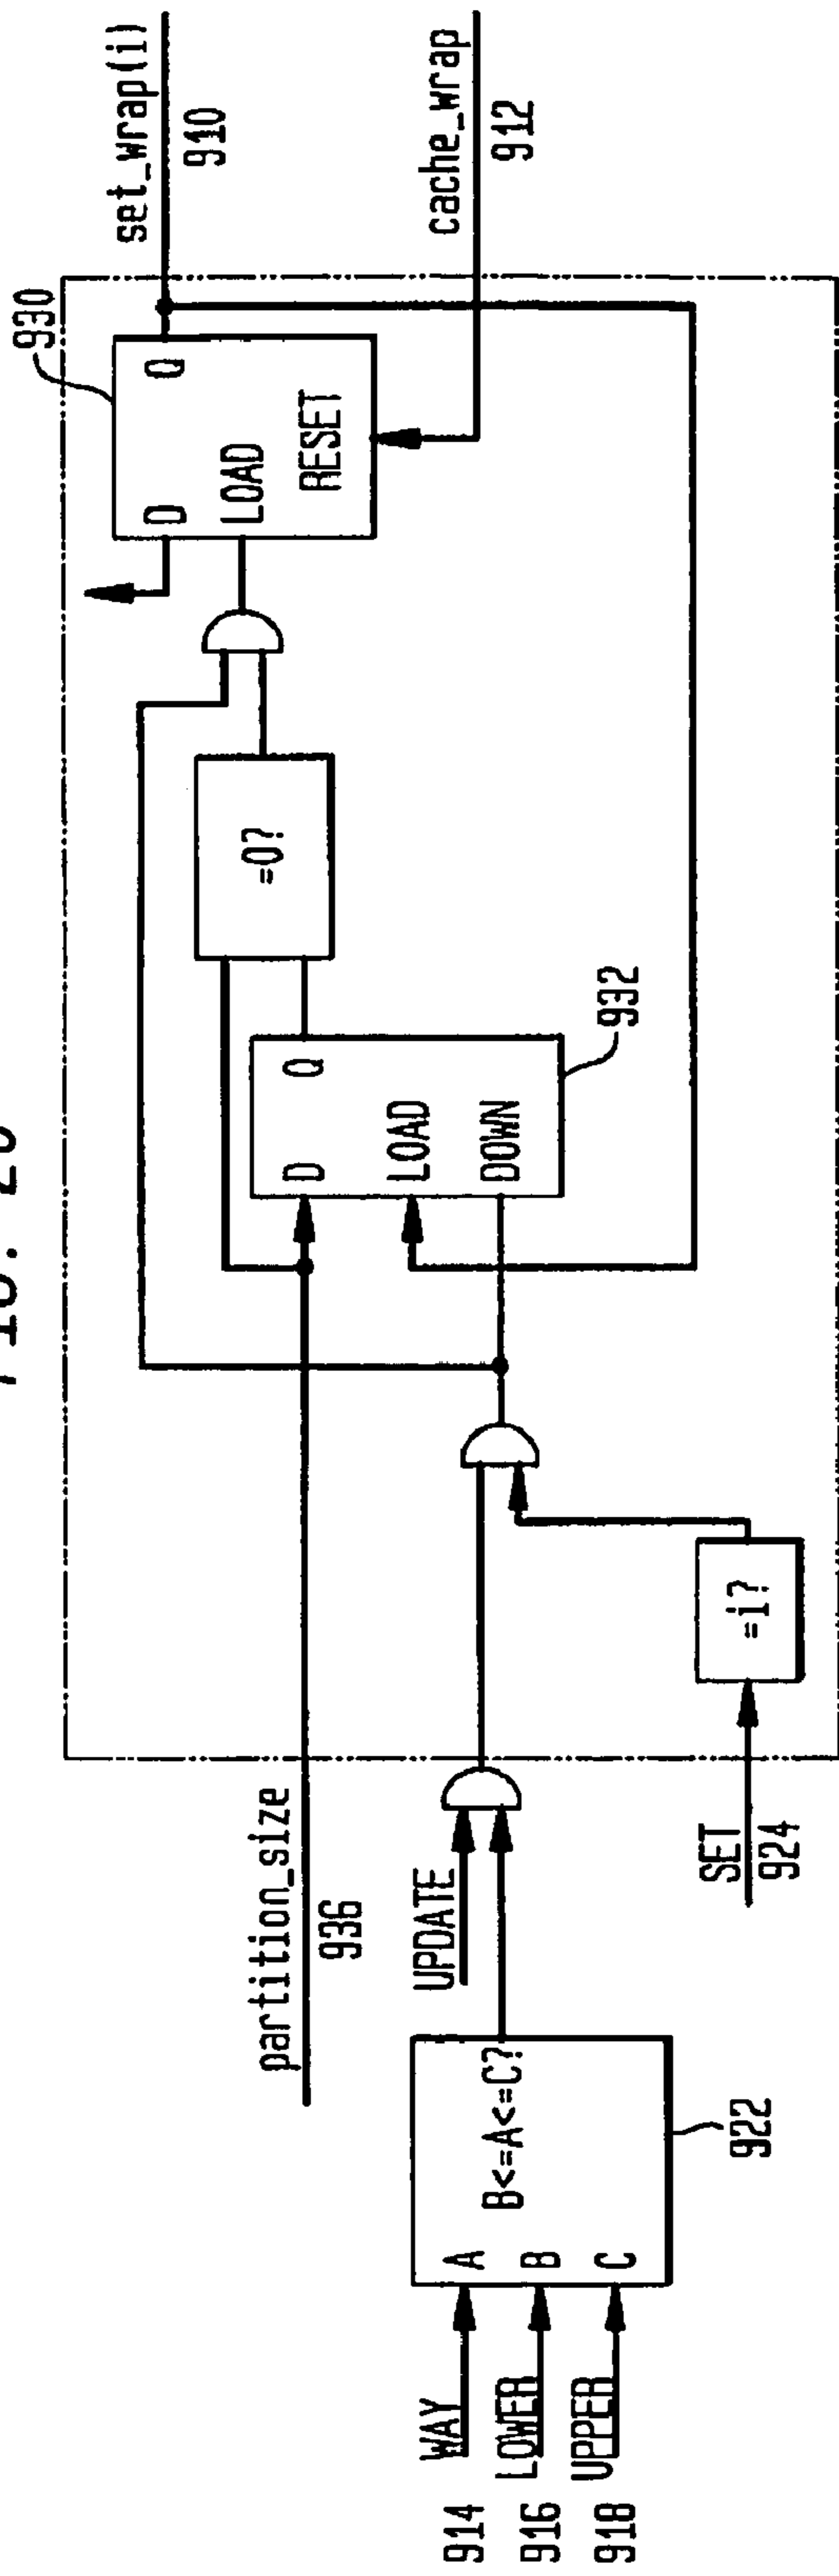 set_wrap(i)
910
cache_wrap
912
930
D
Q
LOAD
RESET
=0?
932
D
Q
LOAD
DOWN
=i?
partition_size
936
UPDATE
SET
924
B<=A<=C?
A
B
C
922
WAY
914
LOWER
916
UPPER
918